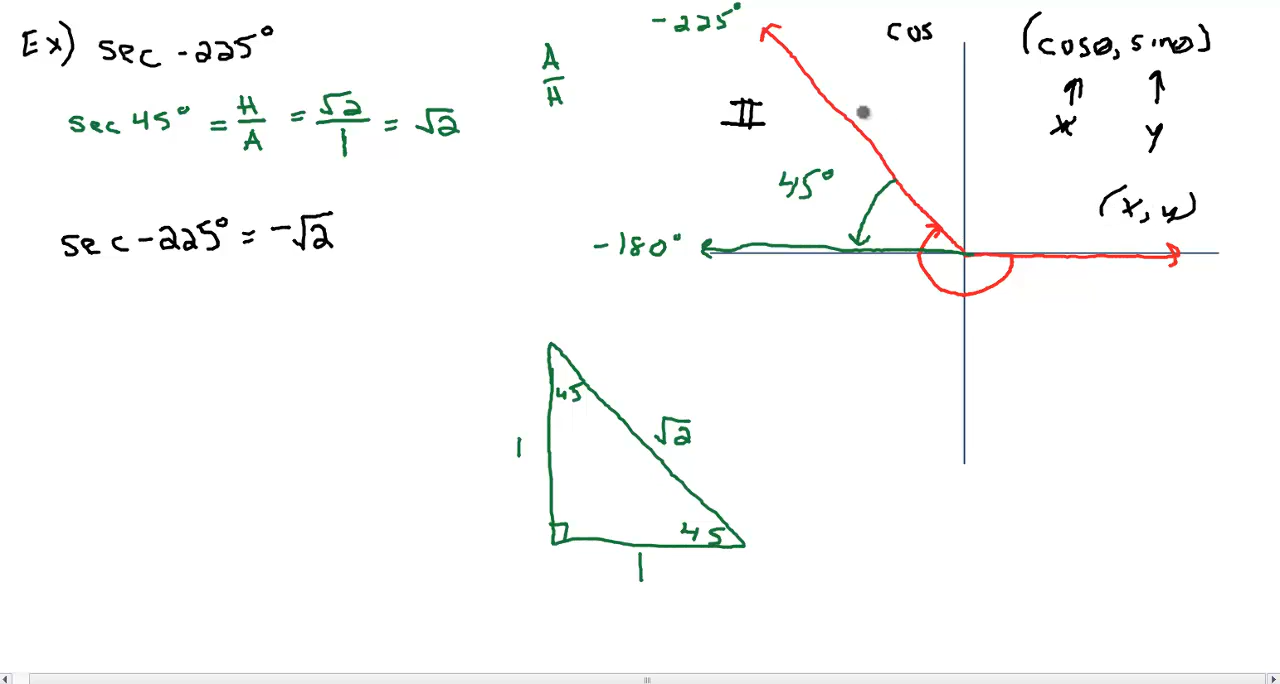 Ex) sec -225°
sec 45° = H/A = √2/1 = √2
sec -225° = -√2
A/H
-225°
II
45°
-180°
cos
(cosθ, sinθ)
↑ ↑
x y
(x, y)
45
√2
1
45
1